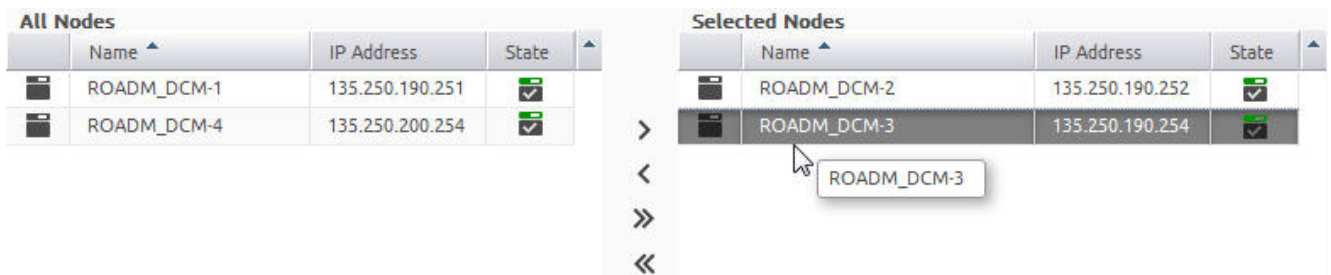 All Nodes
Name IP Address State
ROADM_DCM-1 135.250.190.251
ROADM_DCM-4 135.250.200.254
>
<
»
«
Selected Nodes
Name IP Address State
ROADM_DCM-2 135.250.190.252
ROADM_DCM-3 135.250.190.254
ROADM_DCM-3